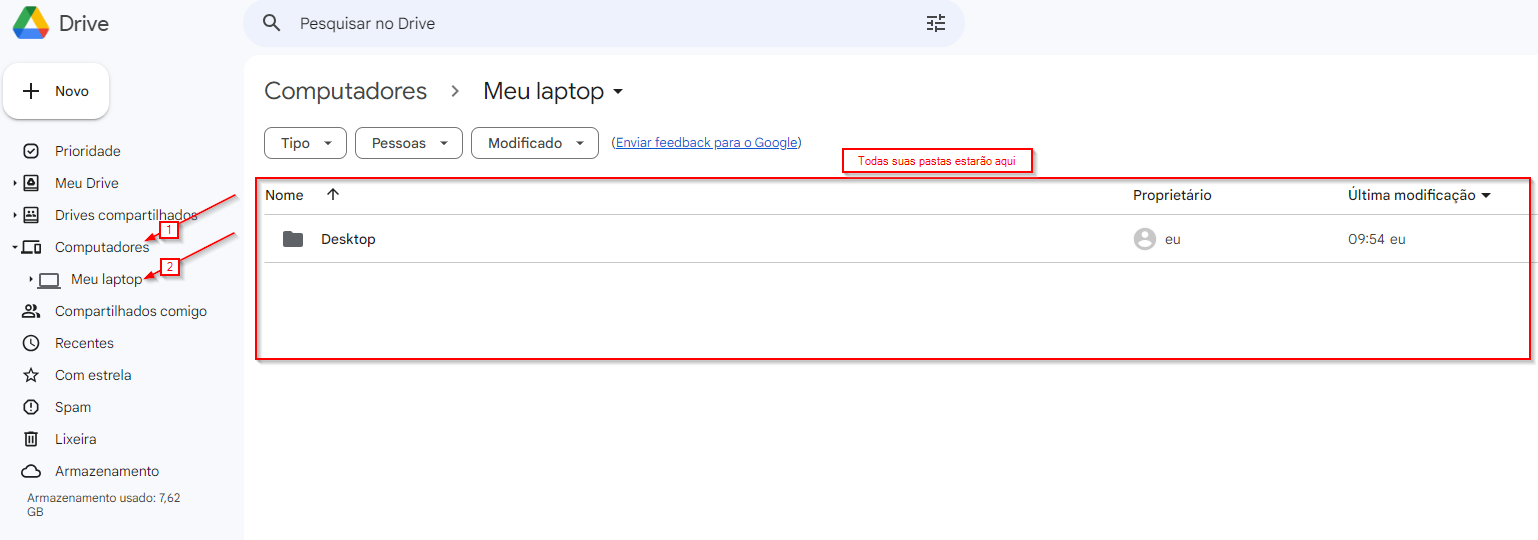 Drive
Pesquisar no Drive
Novo
Computadores
Meu laptop
Tipo
Pessoas
Modificado
(Enviar feedback para o Google)
Todas suas pastas estarão aqui
Nome
Proprietário
Última modificação
Desktop
eu
09:54 eu
Prioridade
Meu Drive
Drives compartilhados
1
Computadores
2
Meu laptop
Compartilhados comigo
Recentes
Com estrela
Spam
Lixeira
Armazenamento
Armazenamento usado: 7,62
GB